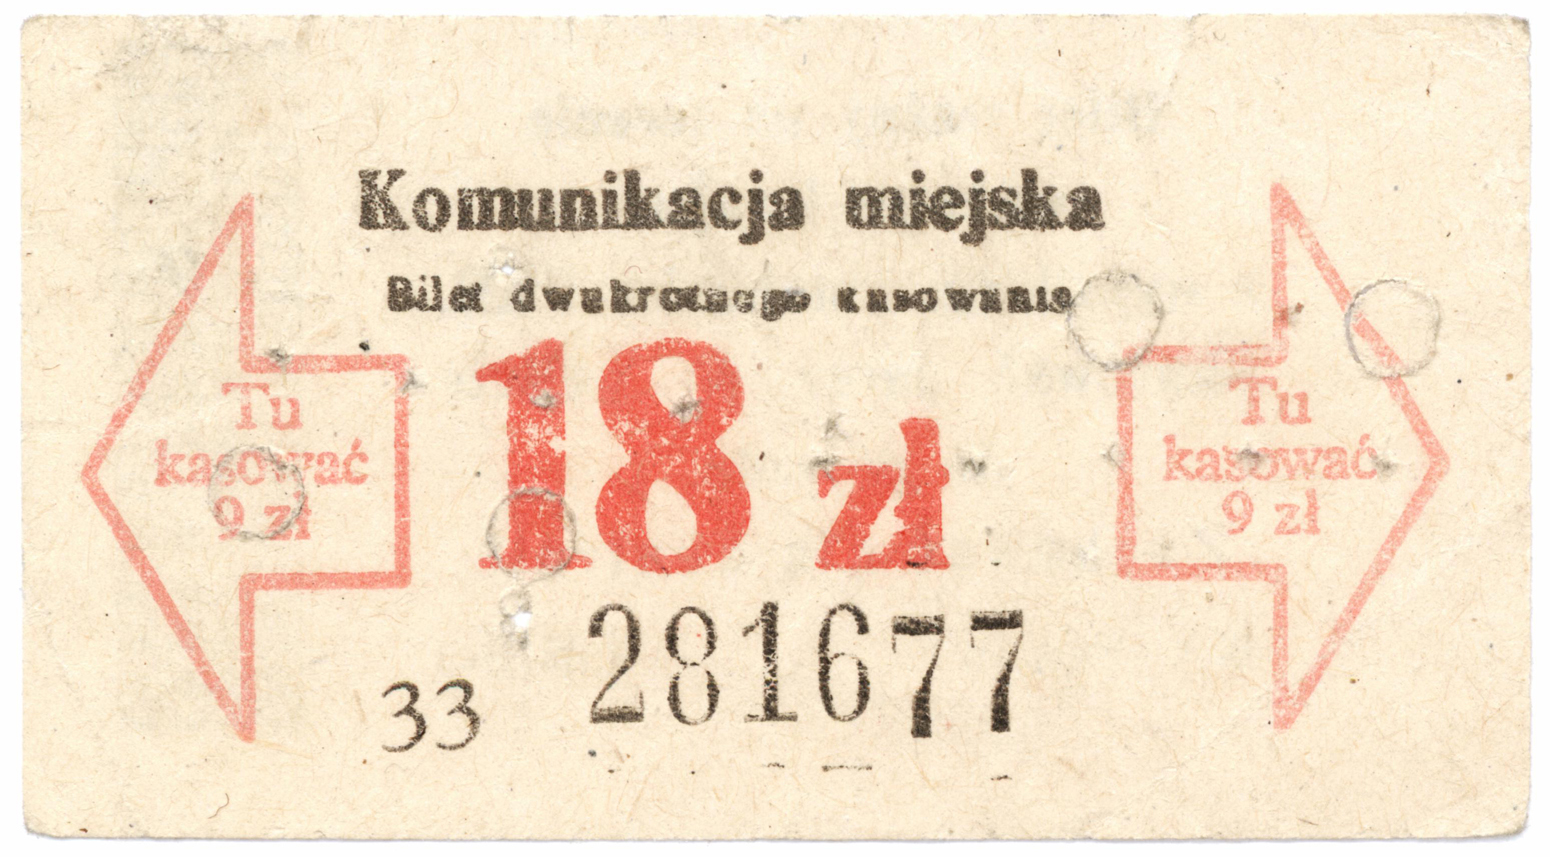 Komunikacja miejska
Bilet dwukrotnego kasowania
18 zł
Tu
kasować
9 zł
Tu
kasować
9 zł
33 281677